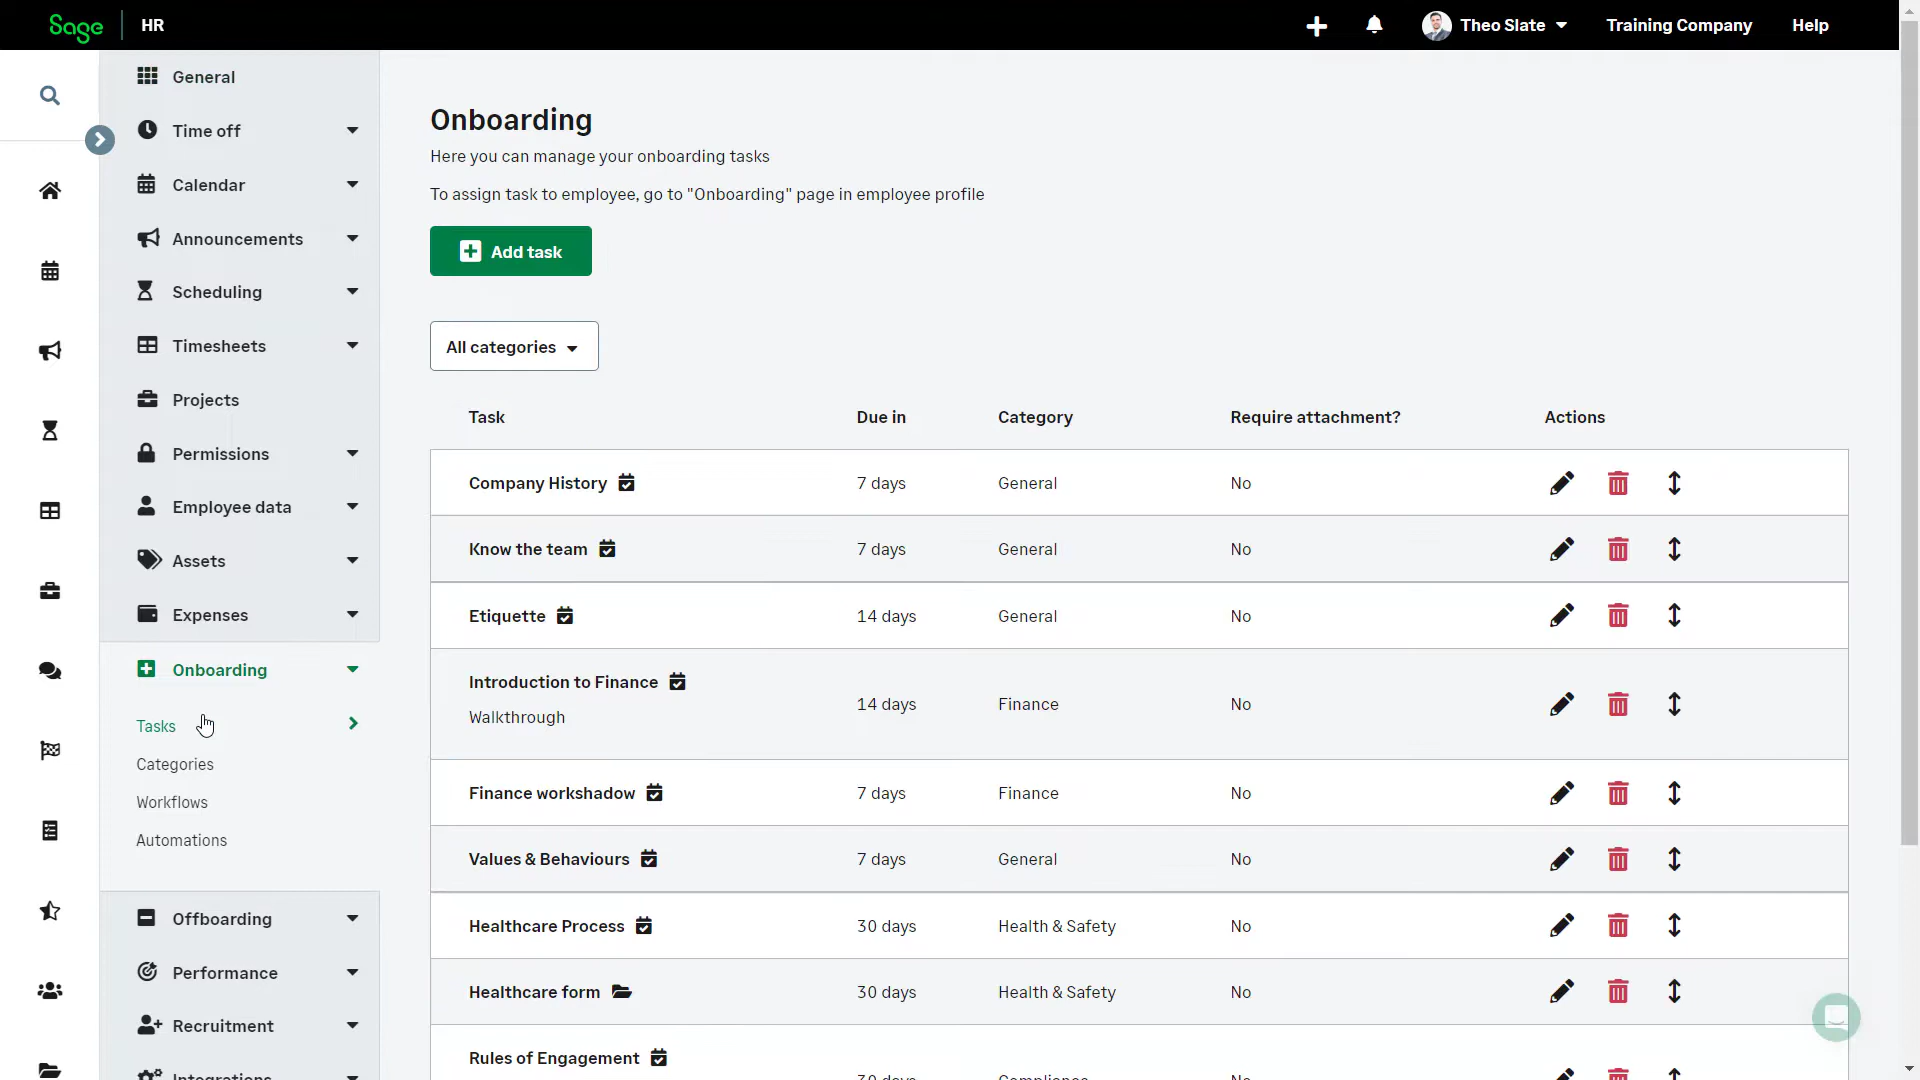 Sage HR
Theo Slate
Training Company
Help
General
Time off
Calendar
Announcements
Scheduling
Timesheets
Projects
Permissions
Employee data
Assets
Expenses
Onboarding
Tasks
Categories
Workflows
Automations
Offboarding
Performance
Recruitment
Integrations
Onboarding
Here you can manage your onboarding tasks
To assign task to employee, go to "Onboarding" page in employee profile
Add task
All categories
Task Due in Category Require attachment? Actions
Company History 7 days General No
Know the team 7 days General No
Etiquette 14 days General No
Introduction to Finance
Walkthrough
14 days Finance No
Finance workshadow 7 days Finance No
Values & Behaviours 7 days General No
Healthcare Process 30 days Health & Safety No
Healthcare form 30 days Health & Safety No
Rules of Engagement
30 days Compliance No